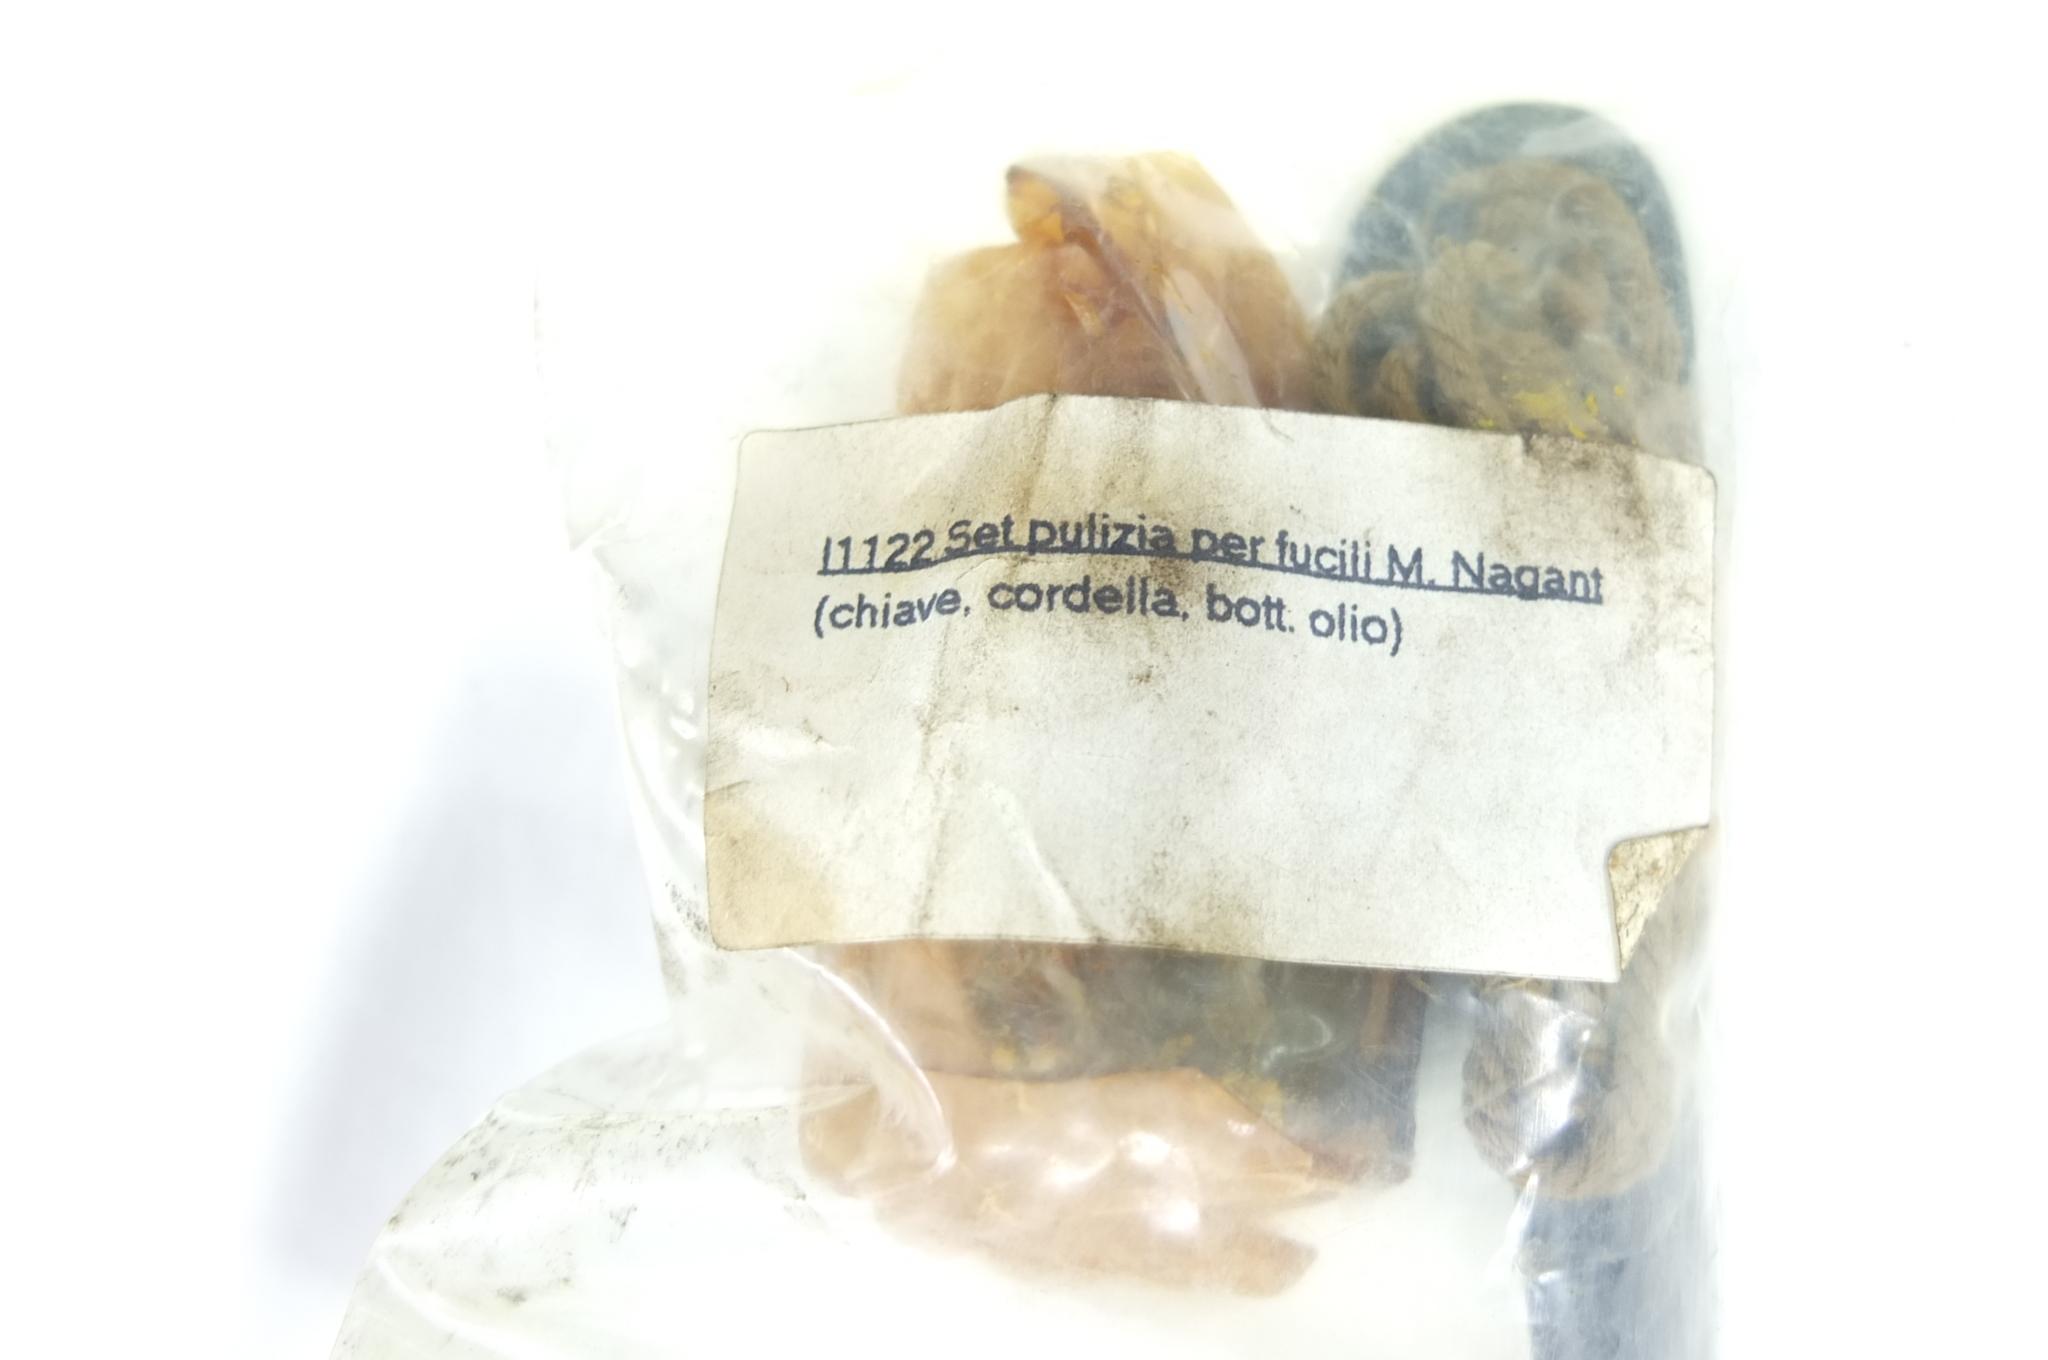 I1122 Set pulizia per fucili M. Nagant
(chiave, cordella, bott. olio)